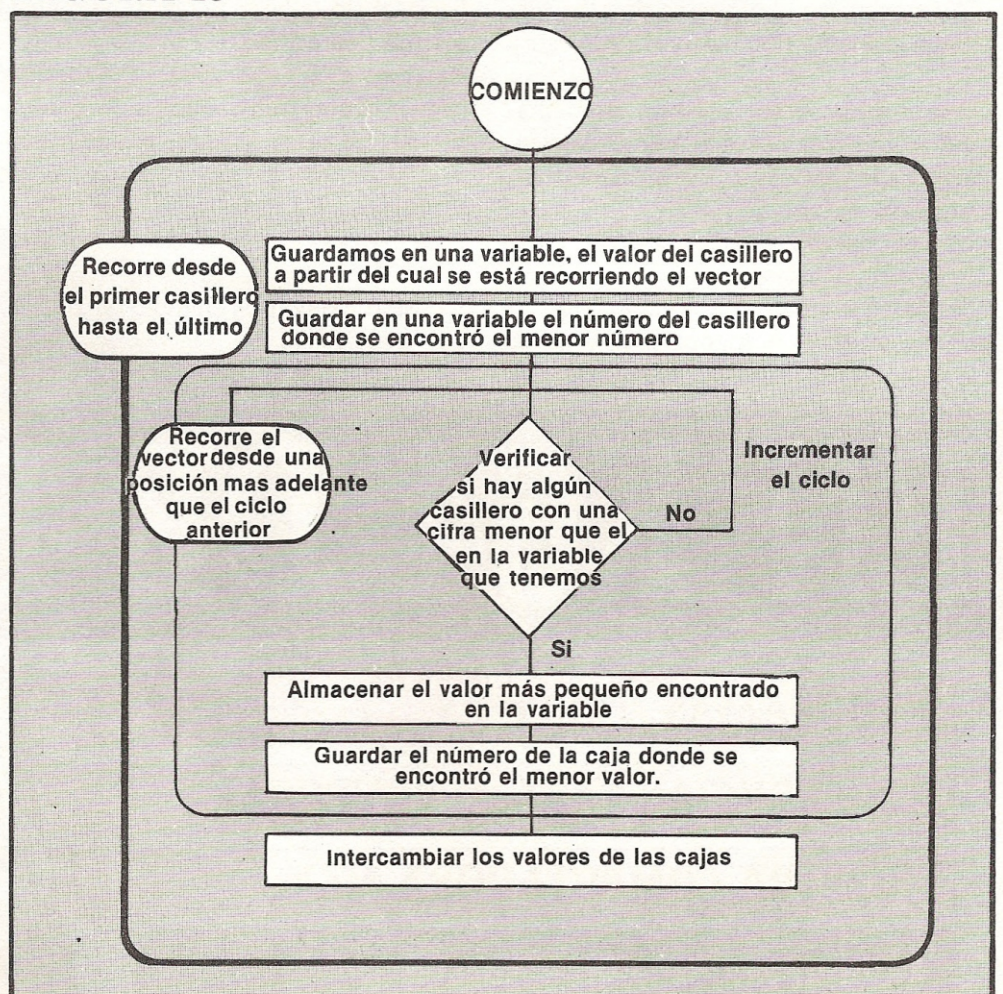 COMIENZO
Recorre desde
el primer casillero
hasta el último
Guardamos en una variable, el valor del casillero
a partir del cual se está recorriendo el vector
Guardar en una variable el número del casillero
donde se encontró el menor número
Recorre el
vector desde una
posición mas adelante
que el ciclo
anterior
Verificar
si hay algún
casillero con una
cifra menor que el
en la variable
que tenemos
No
Incrementar
el ciclo
Si
Almacenar el valor más pequeño encontrado
en la variable
Guardar el número de la caja donde se
encontró el menor valor.
Intercambiar los valores de las cajas